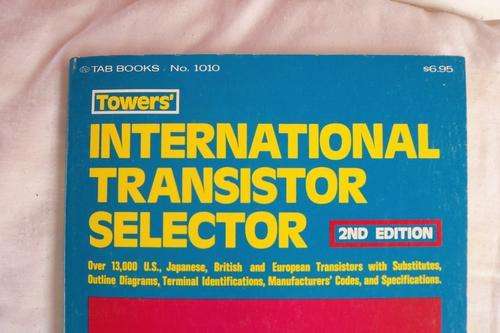 TAB BOOKS · No. 1010 $6.95
Towers'
INTERNATIONAL
TRANSISTOR
SELECTOR 2ND EDITION
Over 13,600 U.S., Japanese, British and European Transistors with Substitutes,
Outline Diagrams, Terminal Identifications, Manufacturers' Codes, and Specifications.